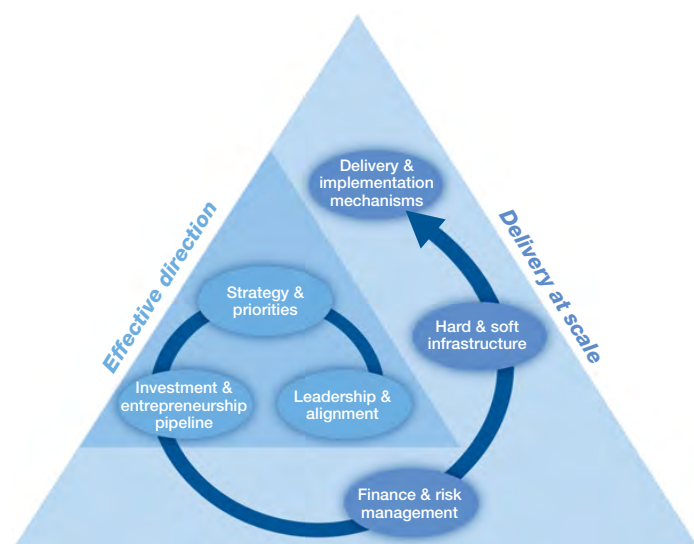 Delivery &
implementation
mechanisms
Effective direction
Delivery at scale
Strategy &
priorities
Hard & soft
infrastructure
Investment &
entrepreneurship
pipeline
Leadership &
alignment
Finance & risk
management